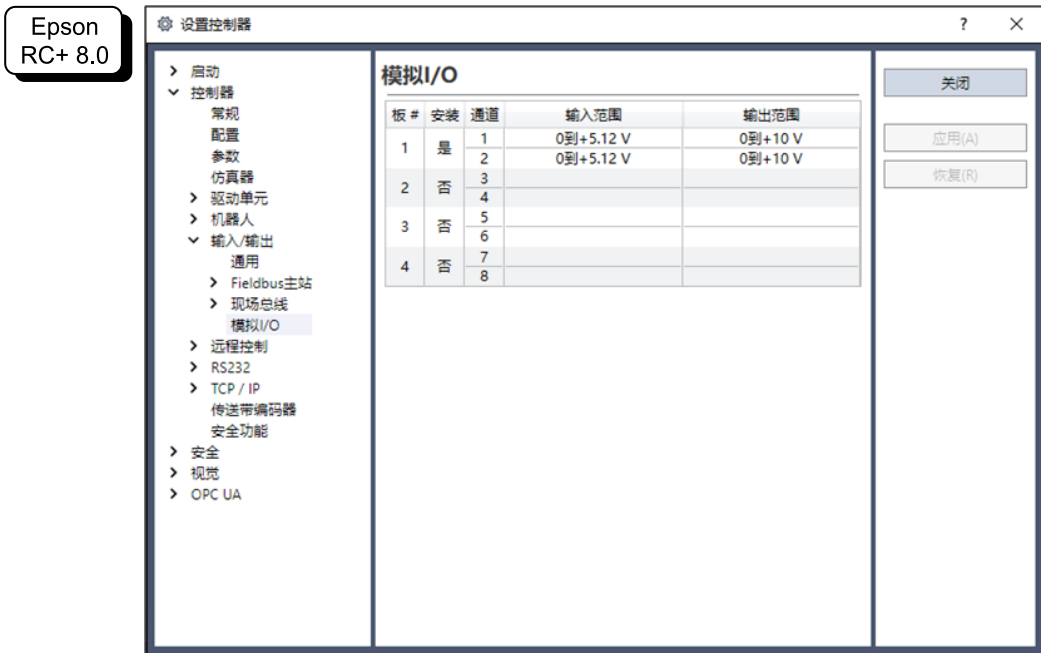 Epson
RC+ 8.0
设置控制器
?
启动
控制器
常规
配置
参数
仿真器
驱动单元
机器人
输入/输出
通用
Fieldbus主站
现场总线
模拟I/O
远程控制
RS232
TCP / IP
传送带编码器
安全功能
安全
视觉
OPC UA
模拟I/O
板 # 安装 通道 输入范围 输出范围
1 是 1 0到+5.12 V 0到+10 V
2 0到+5.12 V 0到+10 V
2 否 3
4
3 否 5
6
4 否 7
8
关闭
应用(A)
恢复(R)